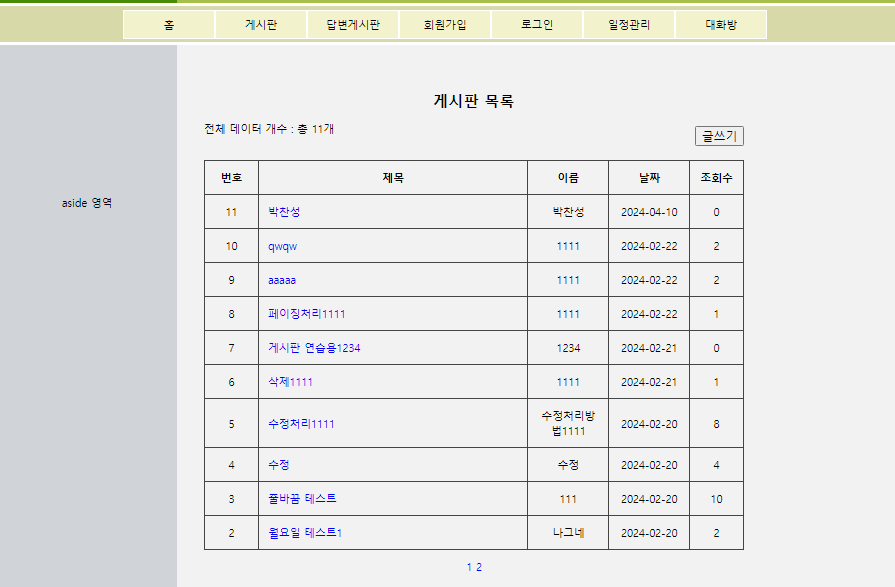 홈 게시판 답변게시판 회원가입 로그인 일정관리 대화방
게시판 목록
전체 데이터 개수 : 총 11개
글쓰기
aside 영역
번호 제목 이름 날짜 조회수
11 박찬성 박찬성 2024-04-10 0
10 qwqw 1111 2024-02-22 2
9 aaaaa 1111 2024-02-22 2
8 페이징처리1111 1111 2024-02-22 1
7 게시판 연습용1234 1234 2024-02-21 0
6 삭제1111 1111 2024-02-21 1
5 수정처리1111 수정처리방 2024-02-20 8
법1111
4 수정 수정 2024-02-20 4
3 줄바꿈 테스트 111 2024-02-20 10
2 월요일 테스트1 나그네 2024-02-20 2
1 2